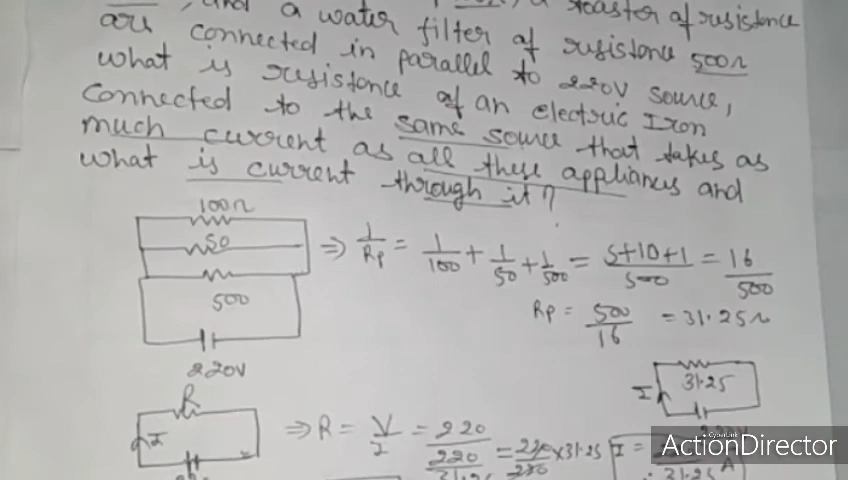 and a water filter of resistance 500Ω
are connected in parallel to 220V source,
what is resistance of an electric Iron
connected to the same source that takes as
much current as all these appliances and
what is current through it?
100Ω
50
500
220V
⇒ 1/Rp = 1/100 + 1/50 + 1/500 = 5+10+1/500 = 16/500
Rp = 500/16 = 31.25Ω
31.25
I
R
I
⇒ R = V/I = 220/(220/31.25) = 220/220 × 31.25
I =
31.25 A
CyberLink
ActionDirector